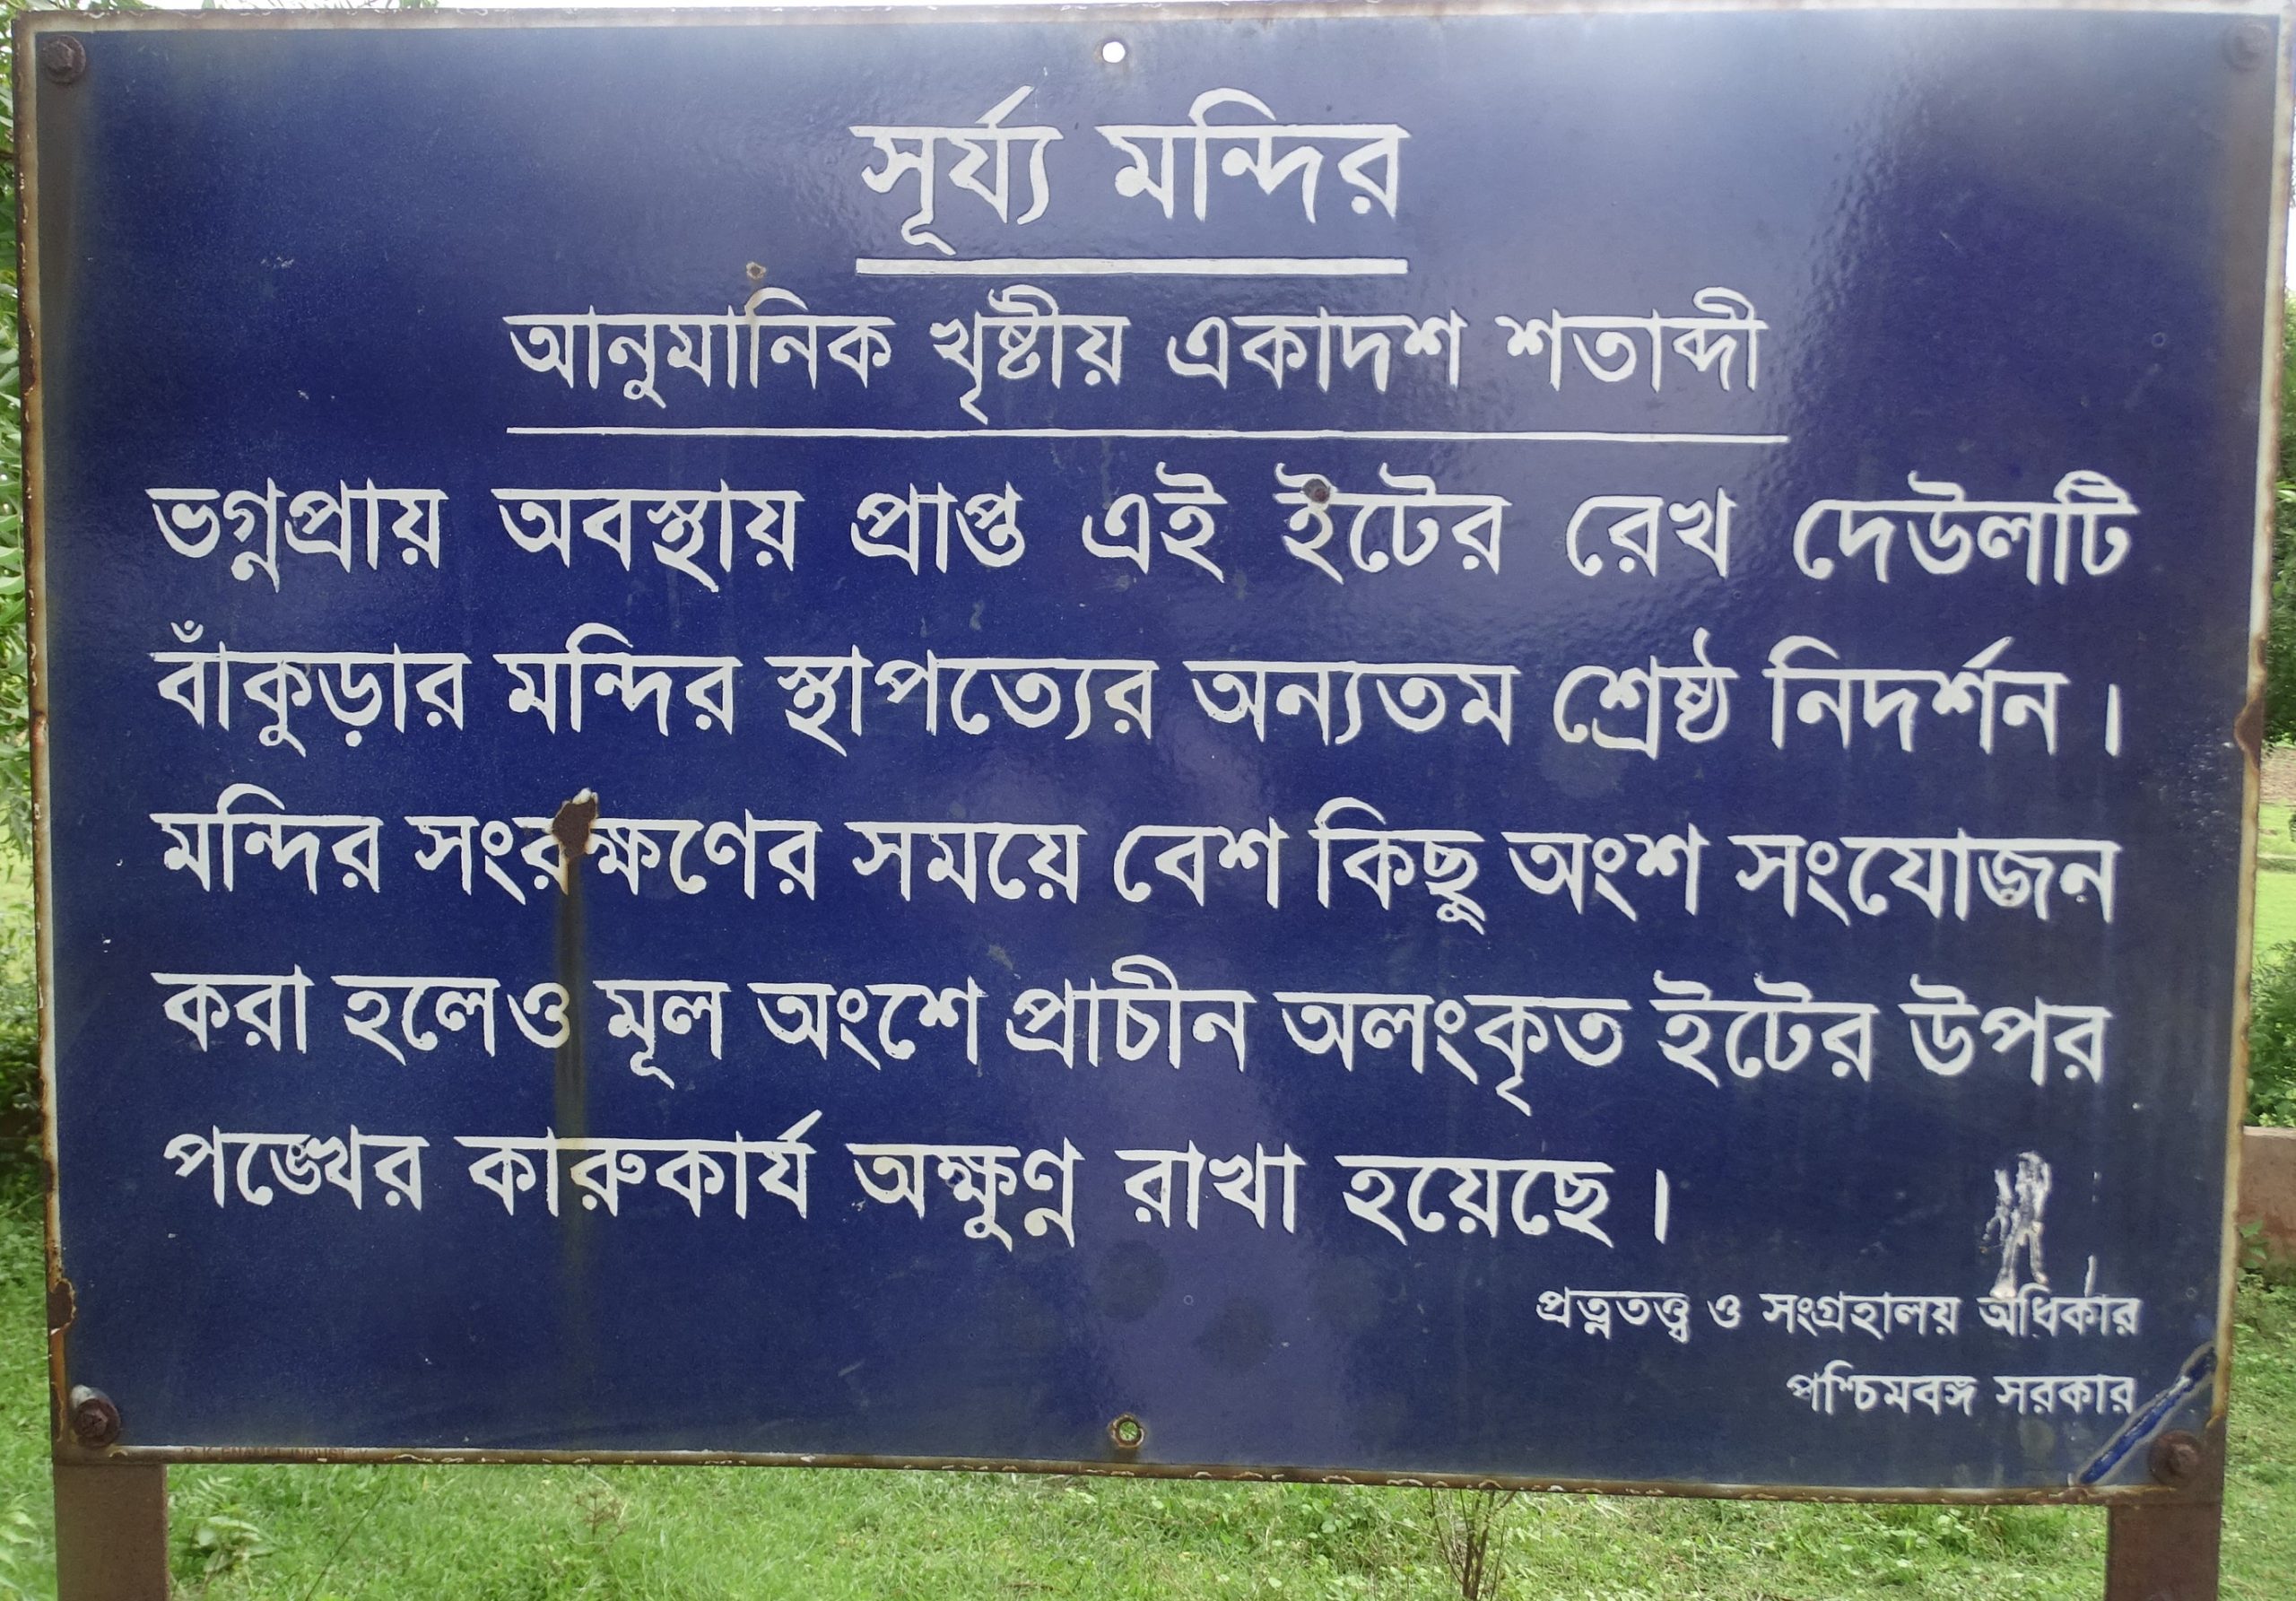 সূর্য্য মন্দির
আনুমানিক খৃষ্টীয় একাদশ শতাব্দী
ভগ্নপ্রায় অবস্থায় প্রাপ্ত এই ইটের রেখ দেউলটি
বাঁকুড়ার মন্দির স্থাপত্যের অন্যতম শ্রেষ্ঠ নিদর্শন।
মন্দির সংরক্ষণের সময়ে বেশ কিছু অংশ সংযোজন
করা হলেও মূল অংশে প্রাচীন অলংকৃত ইটের উপর
পঙ্খের কারুকার্য অক্ষুণ্ণ রাখা হয়েছে।
প্রত্নতত্ত্ব ও সংগ্রহালয় অধিকার
পশ্চিমবঙ্গ সরকার